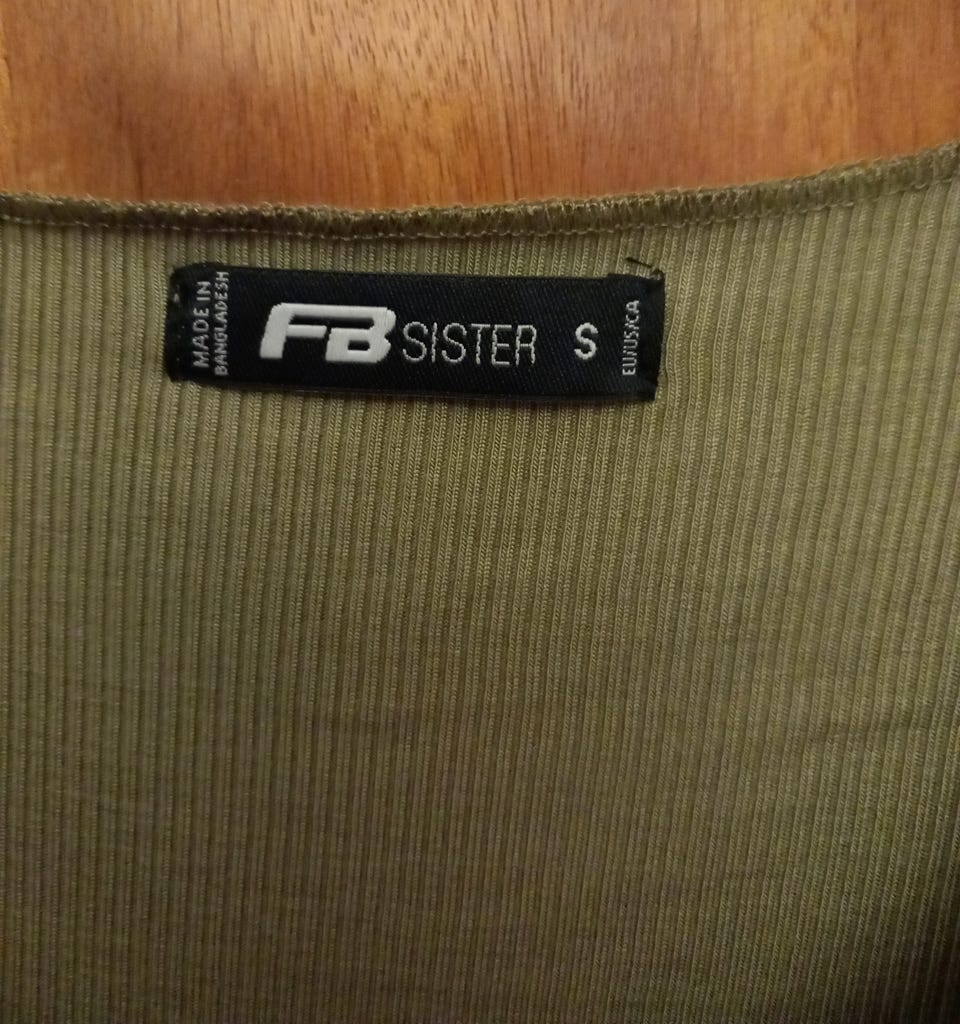 MADE IN
BANGLADESH
FB SISTER S
EU/US/CA